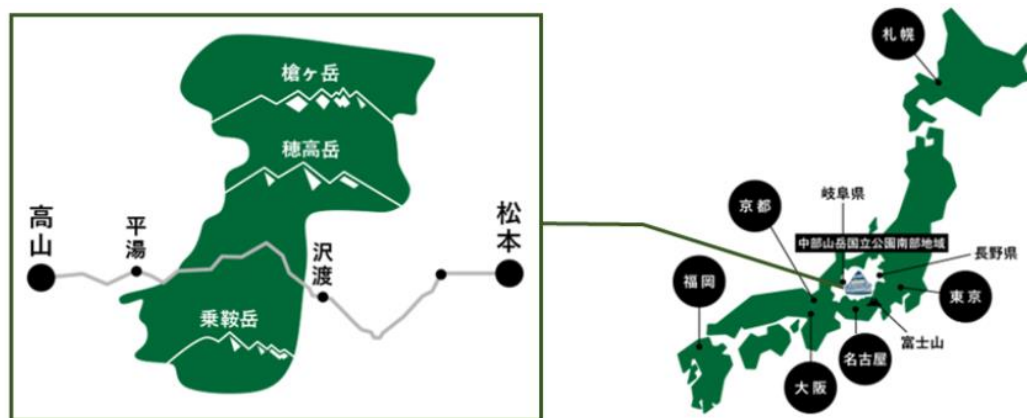 槍ヶ岳
穂高岳
高山
平湯
沢渡
松本
乗鞍岳
札幌
岐阜県
京都
中部山岳国立公園南部地域
長野県
福岡
東京
富士山
名古屋
大阪